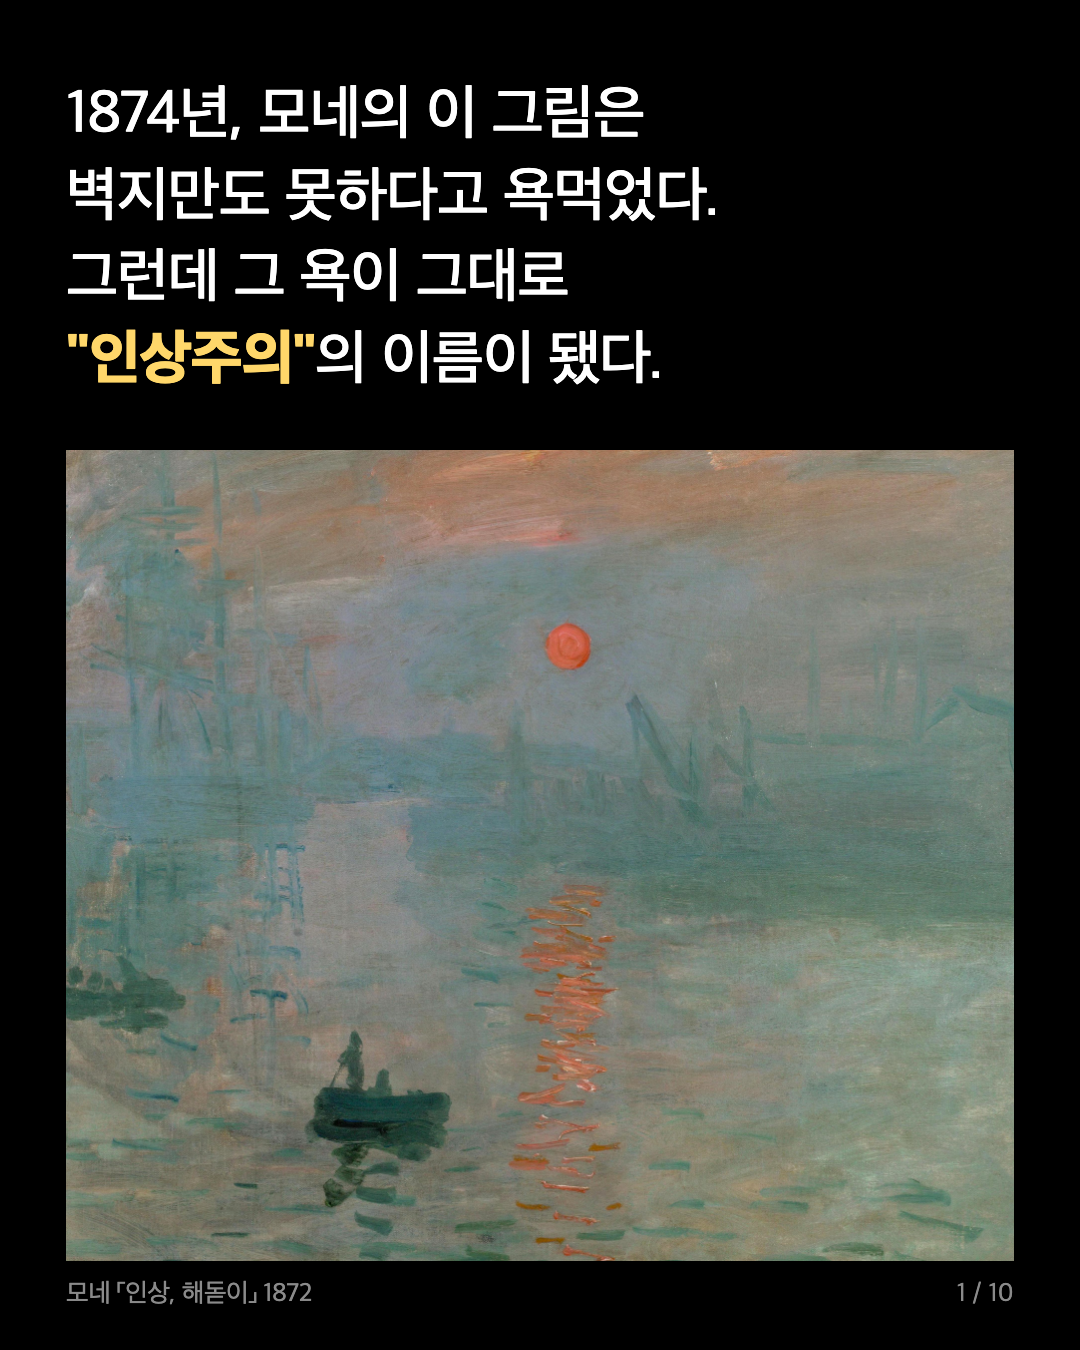 1874년, 모네의 이 그림은
벽지만도 못하다고 욕먹었다.
그런데 그 욕이 그대로
"인상주의"의 이름이 됐다.
모네 「인상, 해돋이」 1872
1 / 10